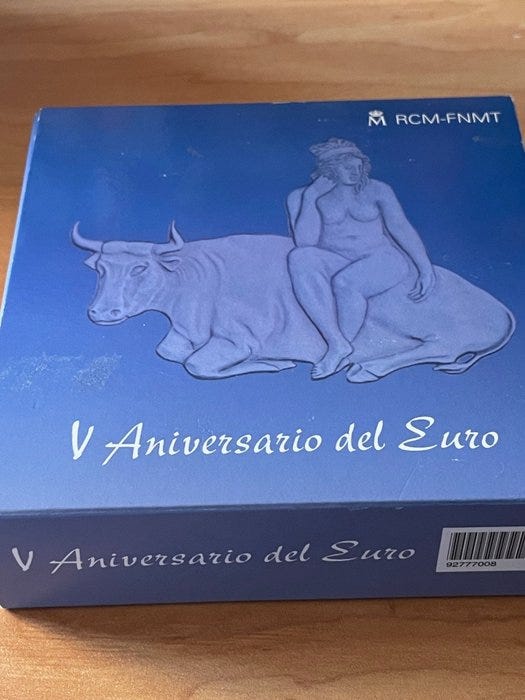 RCM-FNMT
V Aniversario del Euro
V Aniversario del Euro
92777008